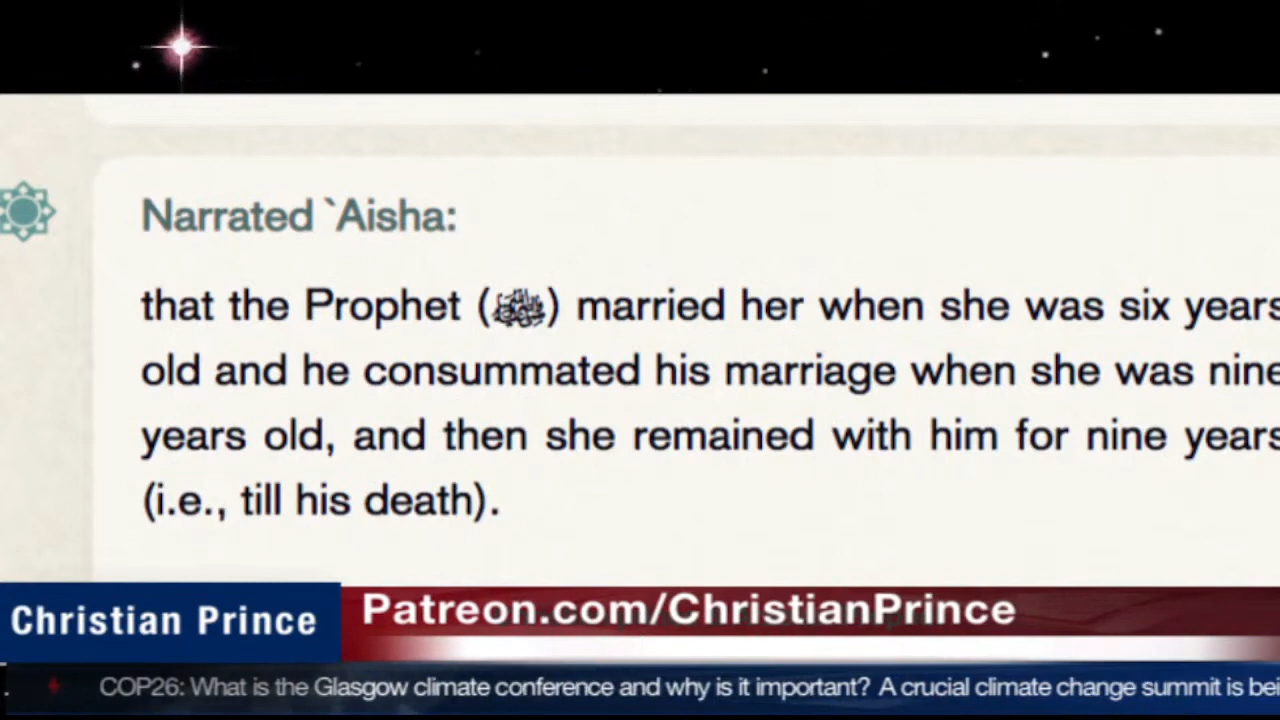 Narrated `Aisha:
that the Prophet (ﷺ) married her when she was six years
old and he consummated his marriage when she was nine
years old, and then she remained with him for nine years
(i.e., till his death).
Christian Prince
Patreon.com/ChristianPrince
COP26: What is the Glasgow climate conference and why is it important? A crucial climate change summit is bei